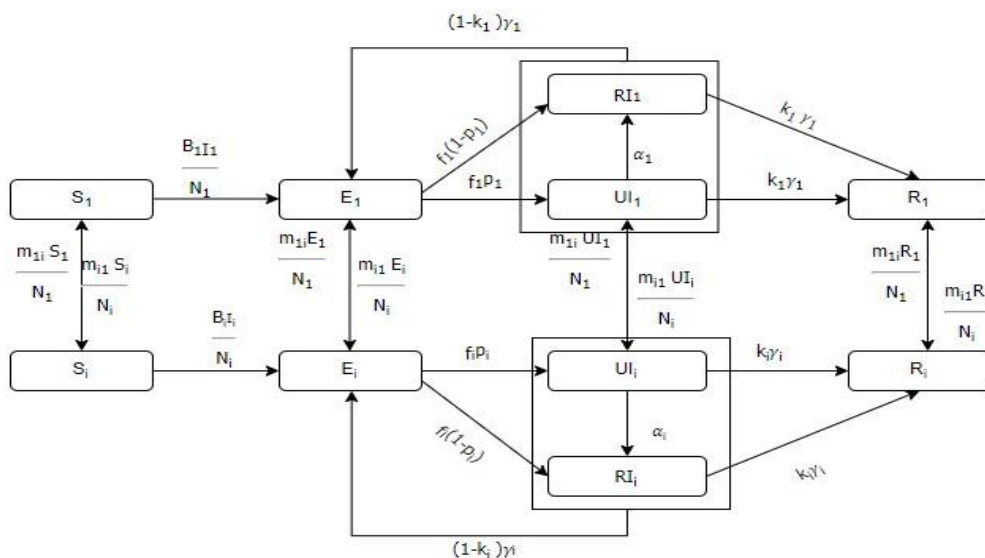 (1-k₁)γ₁
RI₁
k₁ γ₁
f₁(1-p₁)
α₁
B₁I₁
N₁
f₁p₁
k₁γ₁
S₁
E₁
UI₁
R₁
m₁ᵢ S₁
N₁
mᵢ₁ Sᵢ
Nᵢ
m₁ᵢE₁
N₁
mᵢ₁ Eᵢ
Nᵢ
m₁ᵢ UI₁
N₁
mᵢ₁ UIᵢ
Nᵢ
m₁ᵢR₁
N₁
mᵢ₁R
Nᵢ
BᵢIᵢ
Nᵢ
fᵢpᵢ
kᵢγᵢ
Sᵢ
Eᵢ
UIᵢ
Rᵢ
fᵢ(1-pᵢ)
αᵢ
RIᵢ
kᵢγᵢ
(1-kᵢ)γi